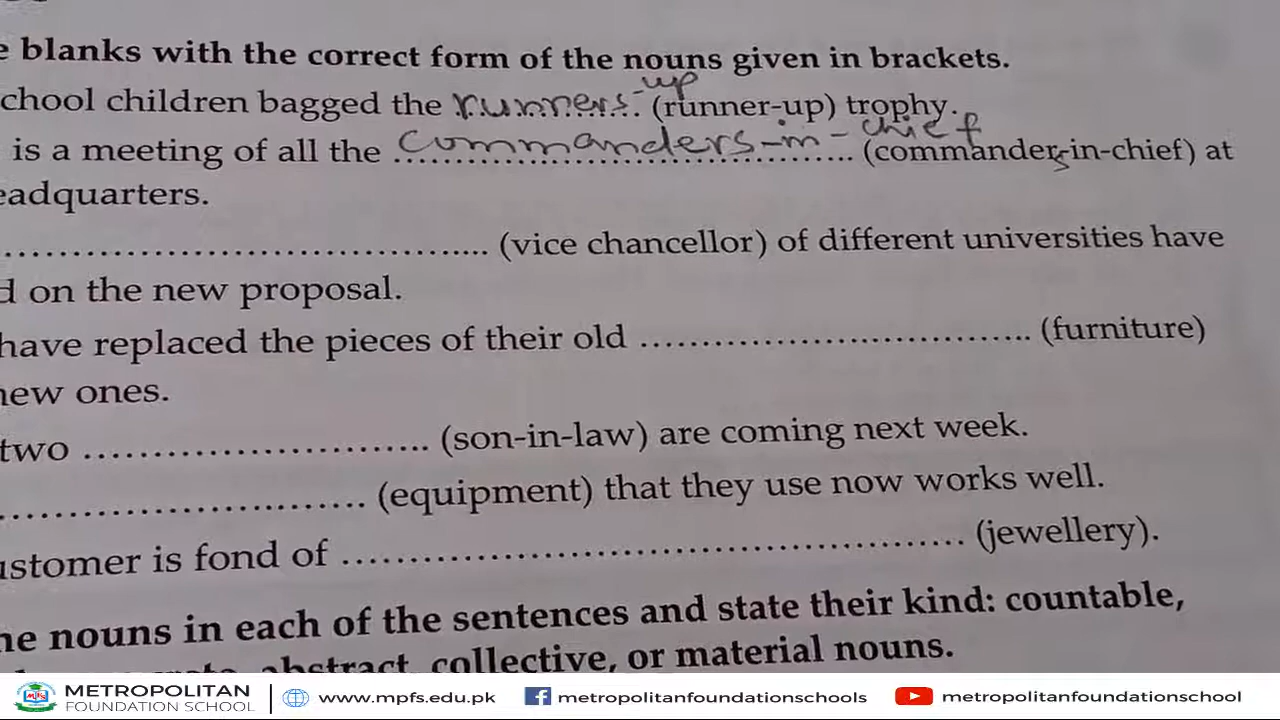 blanks with the correct form of the nouns given in brackets.
-up
chool children bagged the runners (runner-up) trophy.
chief
is a meeting of all the commanders-in- (commander-in-chief) at
eadquarters. s
.......... (vice chancellor) of different universities have
d on the new proposal.
have replaced the pieces of their old .......... (furniture)
new ones.
two .......... (son-in-law) are coming next week.
.......... (equipment) that they use now works well.
ustomer is fond of .......... (jewellery).
he nouns in each of the sentences and state their kind: countable,
abstract, collective, or material nouns.
METROPOLITAN
FOUNDATION SCHOOL
www.mpfs.edu.pk
metropolitanfoundationschools
metropolitanfoundationschool